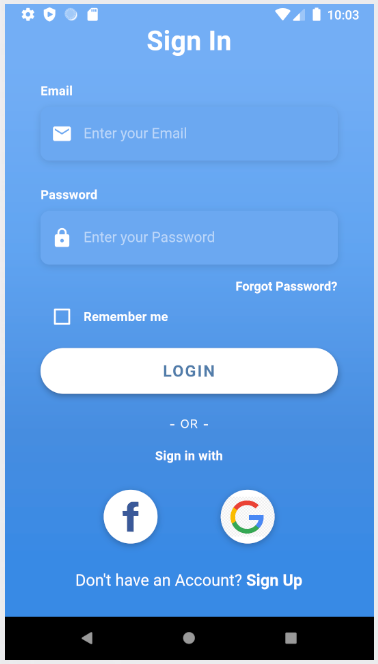 10:03
Sign In
Email
Enter your Email
Password
Enter your Password
Forgot Password?
Remember me
LOGIN
- OR -
Sign in with
f G
Don't have an Account? Sign Up